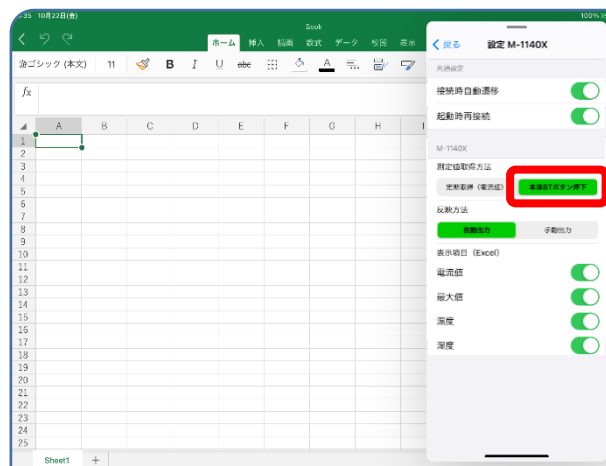 10月22日(金)
100%
Book
ホーム 挿入 描画 数式 データ 校閲 表示
游ゴシック (本文) 11 B I U abc A
fx
A B C D E F G H I
1
2
3
4
5
6
7
8
9
10
11
12
13
14
15
16
17
18
19
20
21
22
23
24
25
Sheet1 +
戻る 設定 M-1140X
共通設定
接続時自動遷移
起動時再接続
M-1140X
測定値取得方法
定期取得 (電流値) 本体BTボタン押下
反映方法
自動出力 手動出力
表示項目 (Excel)
電流値
最大値
温度
湿度